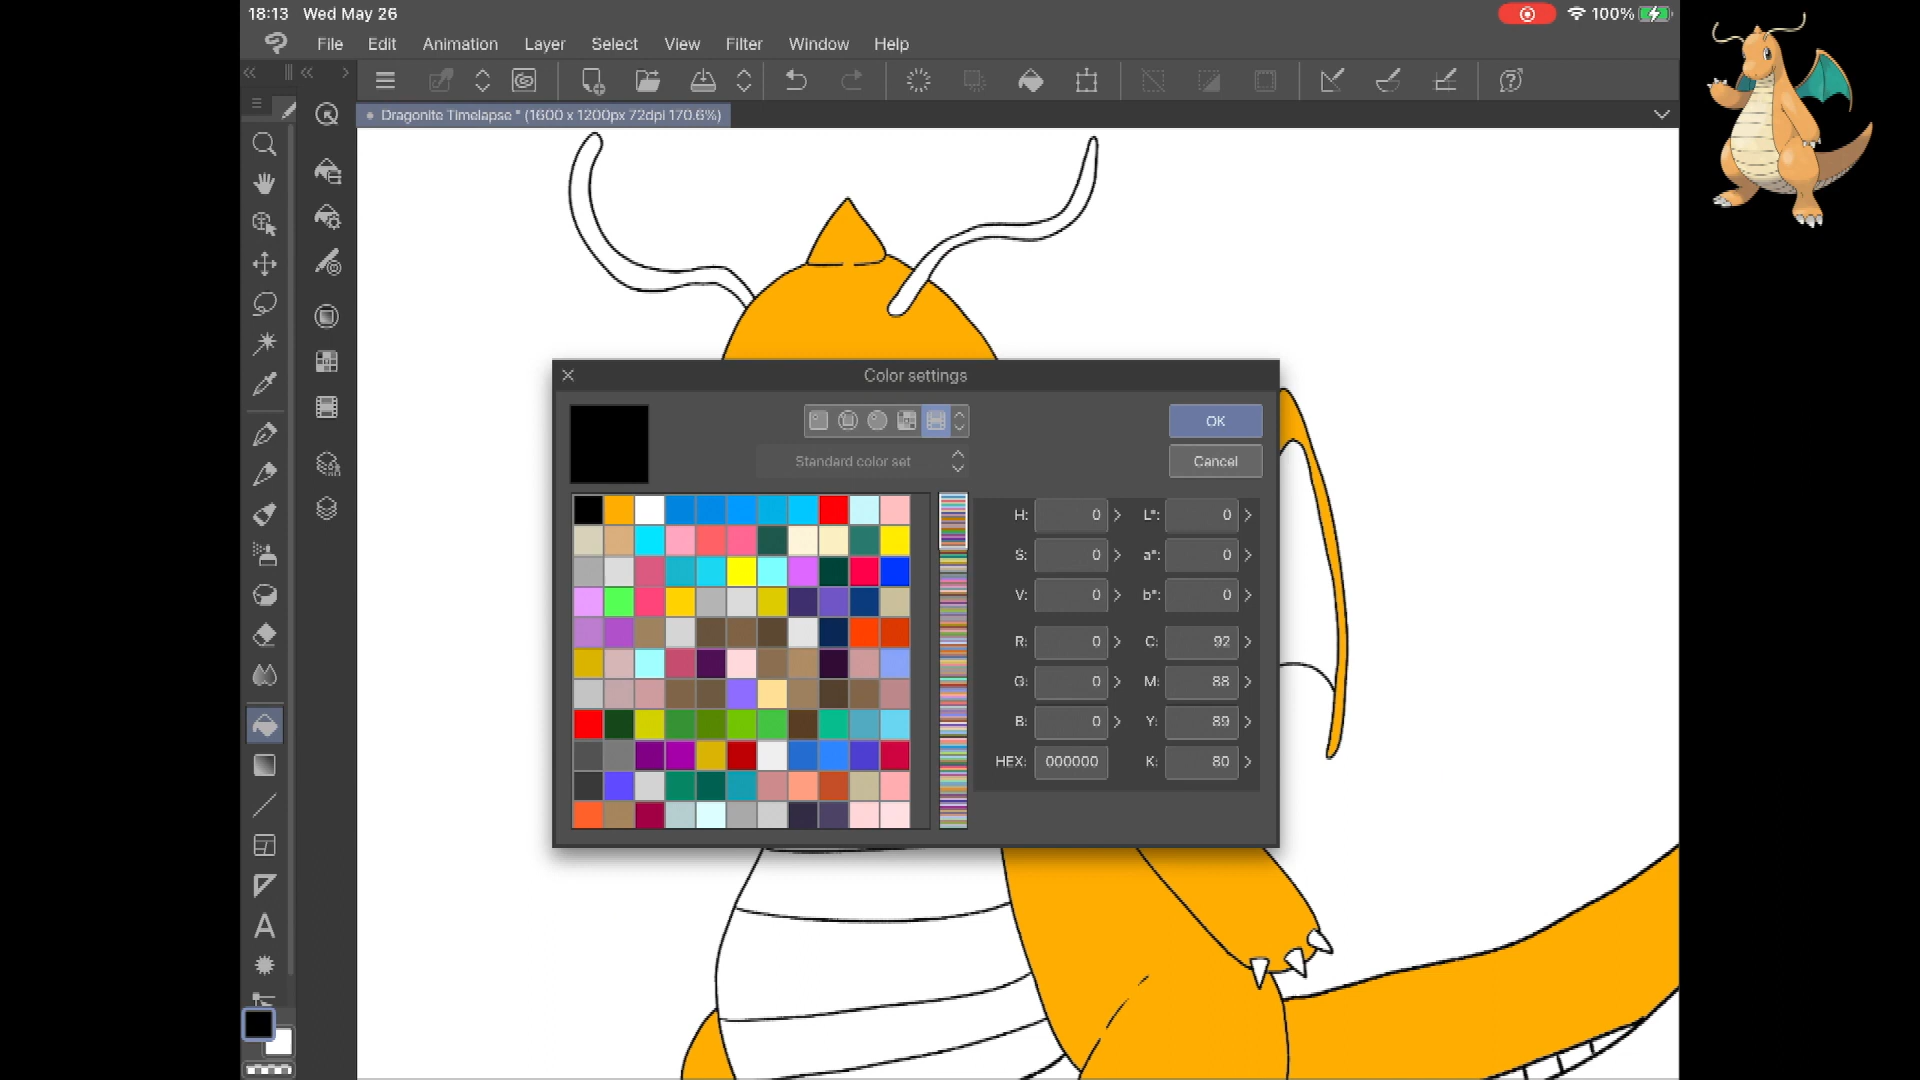 18:13 Wed May 26
100%
File Edit Animation Layer Select View Filter Window Help
Dragonite Timelapse * (1600 x 1200px 72dpi 170.6%)
Color settings
OK
Standard color set
Cancel
H: 0 L*: 0
S: 0 a*: 0
V: 0 b*: 0
R: 0 C: 92
G: 0 M: 88
B: 0 Y: 89
HEX: 000000 K: 80
A